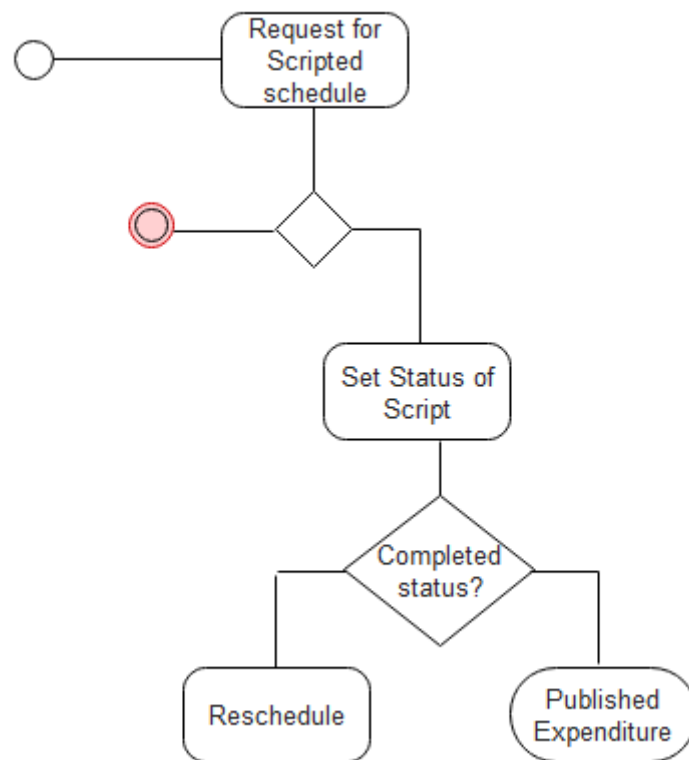 Request for
Scripted
schedule
Set Status of
Script
Completed
status?
Reschedule
Published
Expenditure